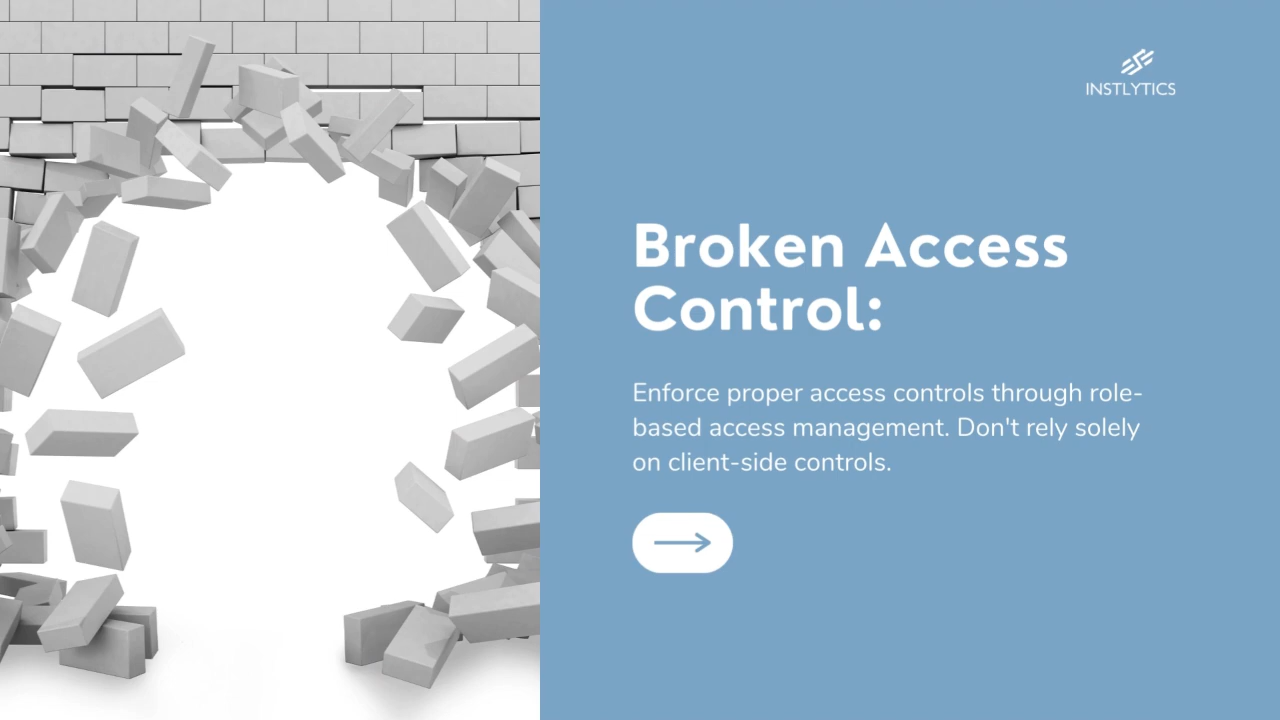 INSTLYTICS
Broken Access
Control:
Enforce proper access controls through role-
based access management. Don't rely solely
on client-side controls.